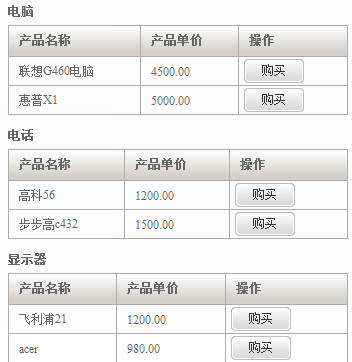 电脑
产品名称 产品单价 操作
联想G460电脑 4500.00 购买
惠普X1 5000.00 购买
电话
产品名称 产品单价 操作
高科56 1200.00 购买
步步高c432 1500.00 购买
显示器
产品名称 产品单价 操作
飞利浦21 1200.00 购买
acer 980.00 购买